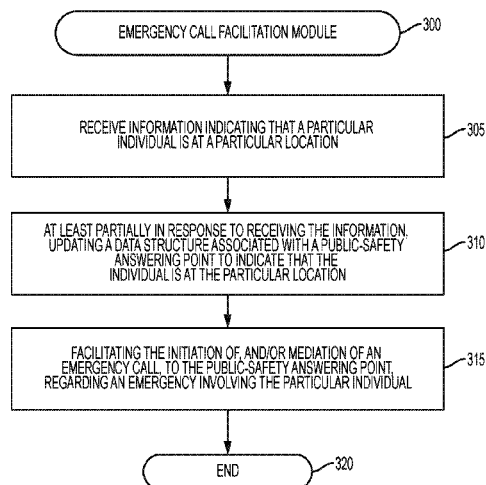 EMERGENCY CALL FACILITATION MODULE
300
RECEIVE INFORMATION INDICATING THAT A PARTICULAR
INDIVIDUAL IS AT A PARTICULAR LOCATION
305
AT LEAST PARTIALLY IN RESPONSE TO RECEIVING THE INFORMATION,
UPDATING A DATA STRUCTURE ASSOCIATED WITH A PUBLIC-SAFETY
ANSWERING POINT TO INDICATE THAT THE
INDIVIDUAL IS AT THE PARTICULAR LOCATION
310
FACILITATING THE INITIATION OF, AND/OR MEDIATION OF AN
EMERGENCY CALL, TO THE PUBLIC-SAFETY ANSWERING POINT,
REGARDING AN EMERGENCY INVOLVING THE PARTICULAR INDIVIDUAL
315
END
320